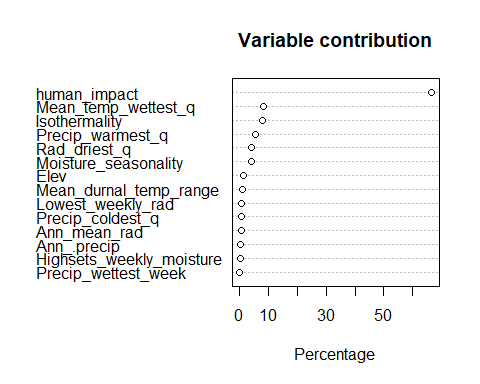 Variable contribution
human_impact
Mean_temp_wettest_q
Isothermality
Precip_warmest_q
Rad_driest_q
Moisture_seasonality
Elev
Mean_durnal_temp_range
Lowest_weekly_rad
Precip_coldest_q
Ann_mean_rad
Ann_precip
Highsets_weekly_moisture
Precip_wettest_week
0 10 30 50
Percentage